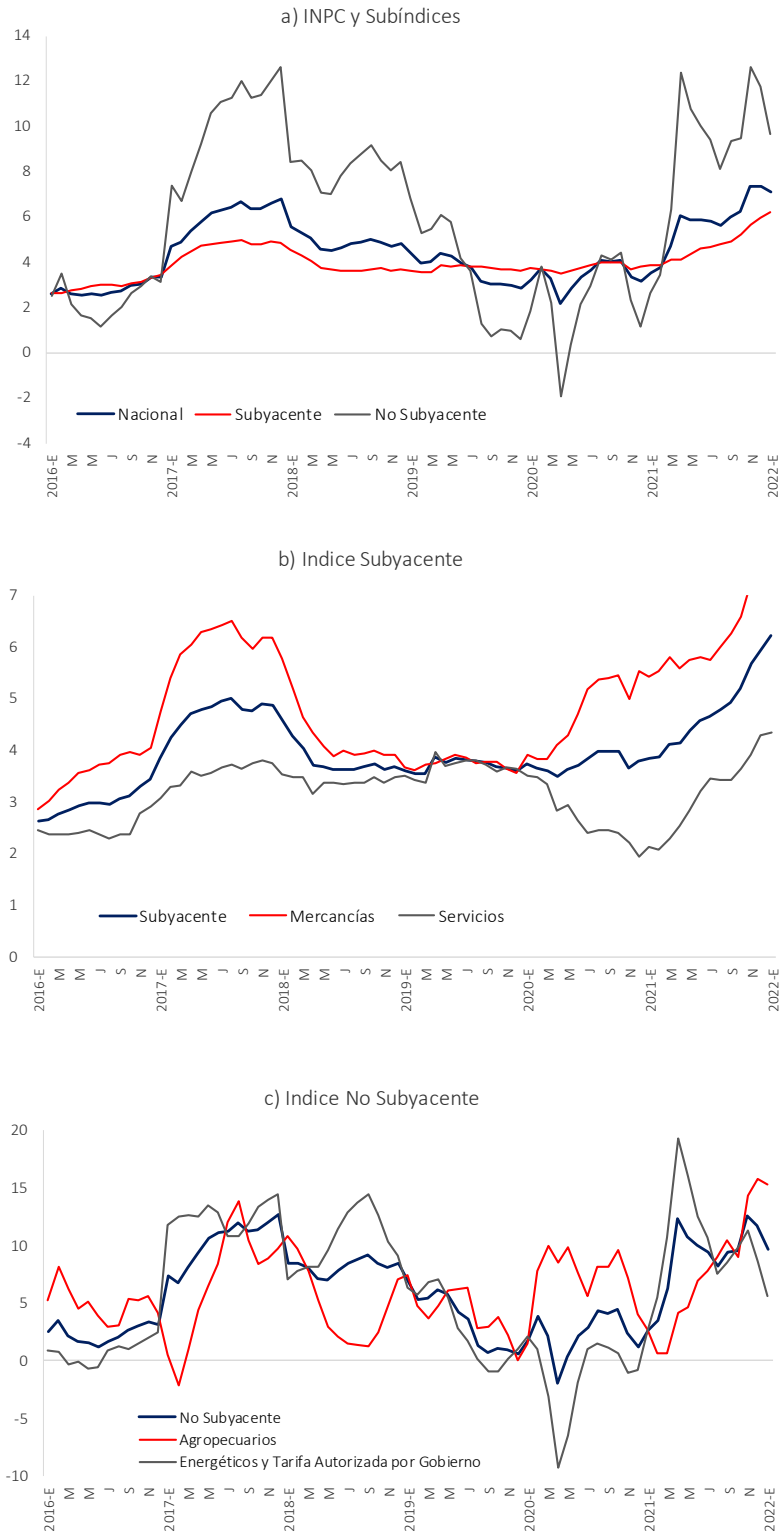 a) INPC y Subíndices
14
12
10
8
6
4
2
0
-2
-4
Nacional Subyacente No Subyacente
2016-E M M J S N 2017-E M M J S N 2018-E M M J S N 2019-E M M J S N 2020-E M M J S N 2021-E M M J S N 2022-E
b) Indice Subyacente
7
6
5
4
3
2
1
0
Subyacente Mercancías Servicios
2016-E M M J S N 2017-E M M J S N 2018-E M M J S N 2019-E M M J S N 2020-E M M J S N 2021-E M M J S N 2022-E
c) Indice No Subyacente
20
15
10
5
0
-5
-10
No Subyacente
Agropecuarios
Energéticos y Tarifa Autorizada por Gobierno
2016-E M M J S N 2017-E M M J S N 2018-E M M J S N 2019-E M M J S N 2020-E M M J S N 2021-E M M J S N 2022-E